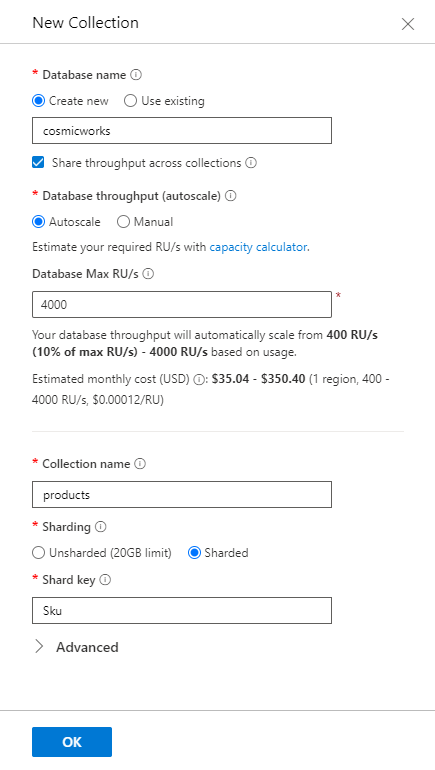 New Collection
* Database name
Create new Use existing
cosmicworks
Share throughput across collections
* Database throughput (autoscale)
Autoscale Manual
Estimate your required RU/s with capacity calculator.
Database Max RU/s
4000 *
Your database throughput will automatically scale from 400 RU/s
(10% of max RU/s) - 4000 RU/s based on usage.
Estimated monthly cost (USD) : $35.04 - $350.40 (1 region, 400 -
4000 RU/s, $0.00012/RU)
* Collection name
products
* Sharding
Unsharded (20GB limit) Sharded
* Shard key
Sku
Advanced
OK